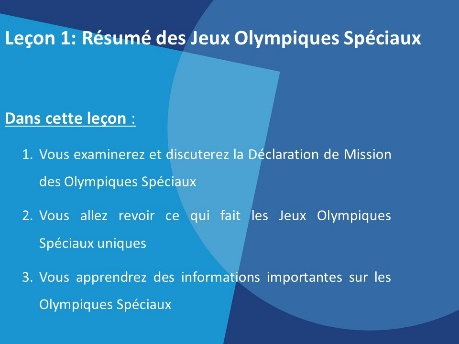 Leçon 1: Résumé des Jeux Olympiques Spéciaux
Dans cette leçon :
1. Vous examinerez et discuterez la Déclaration de Mission
des Olympiques Spéciaux
2. Vous allez revoir ce qui fait les Jeux Olympiques
Spéciaux uniques
3. Vous apprendrez des informations importantes sur les
Olympiques Spéciaux